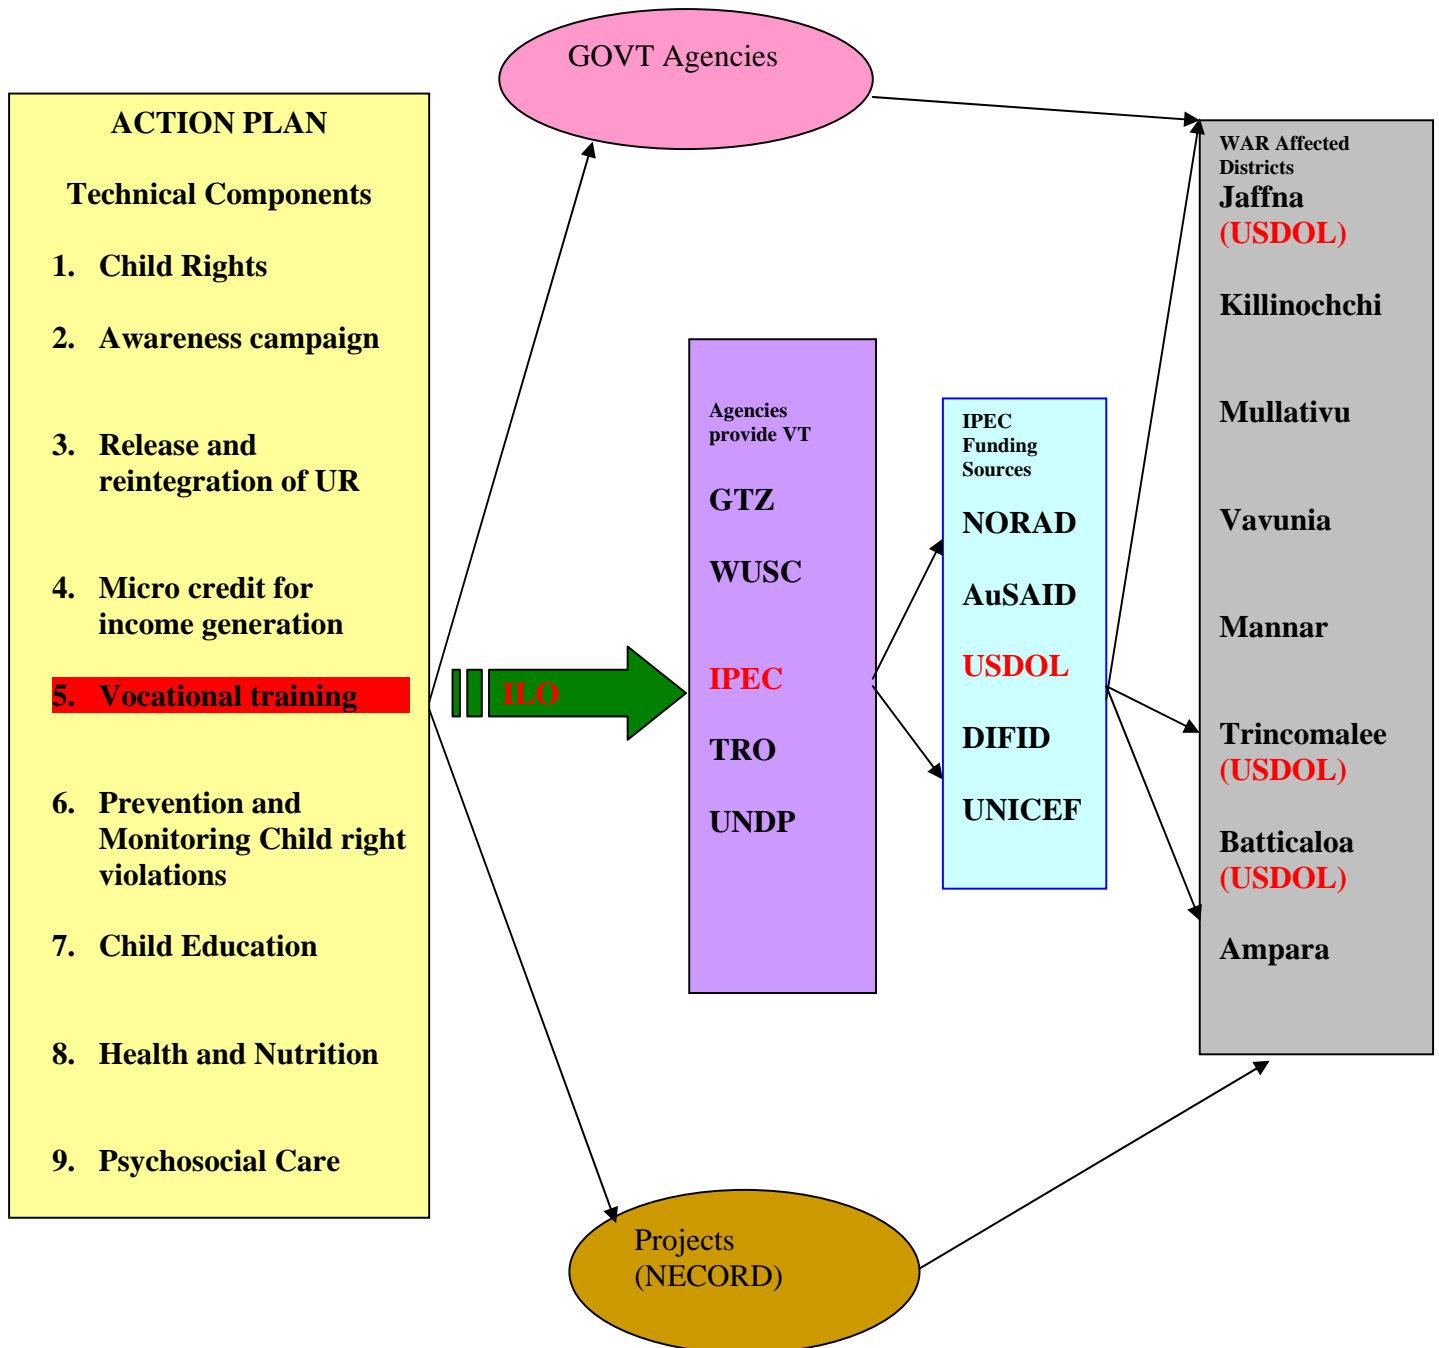 GOVT Agencies
ACTION PLAN
Technical Components
1. Child Rights
2. Awareness campaign
3. Release and
reintegration of UR
4. Micro credit for
income generation
5. Vocational training
6. Prevention and
Monitoring Child right
violations
7. Child Education
8. Health and Nutrition
9. Psychosocial Care
ILO
Agencies
provide VT
GTZ
WUSC
IPEC
TRO
UNDP
IPEC
Funding
Sources
NORAD
AuSAID
USDOL
DIFID
UNICEF
WAR Affected
Districts
Jaffna
(USDOL)
Killinochchi
Mullativu
Vavunia
Mannar
Trincomalee
(USDOL)
Batticaloa
(USDOL)
Ampara
Projects
(NECORD)